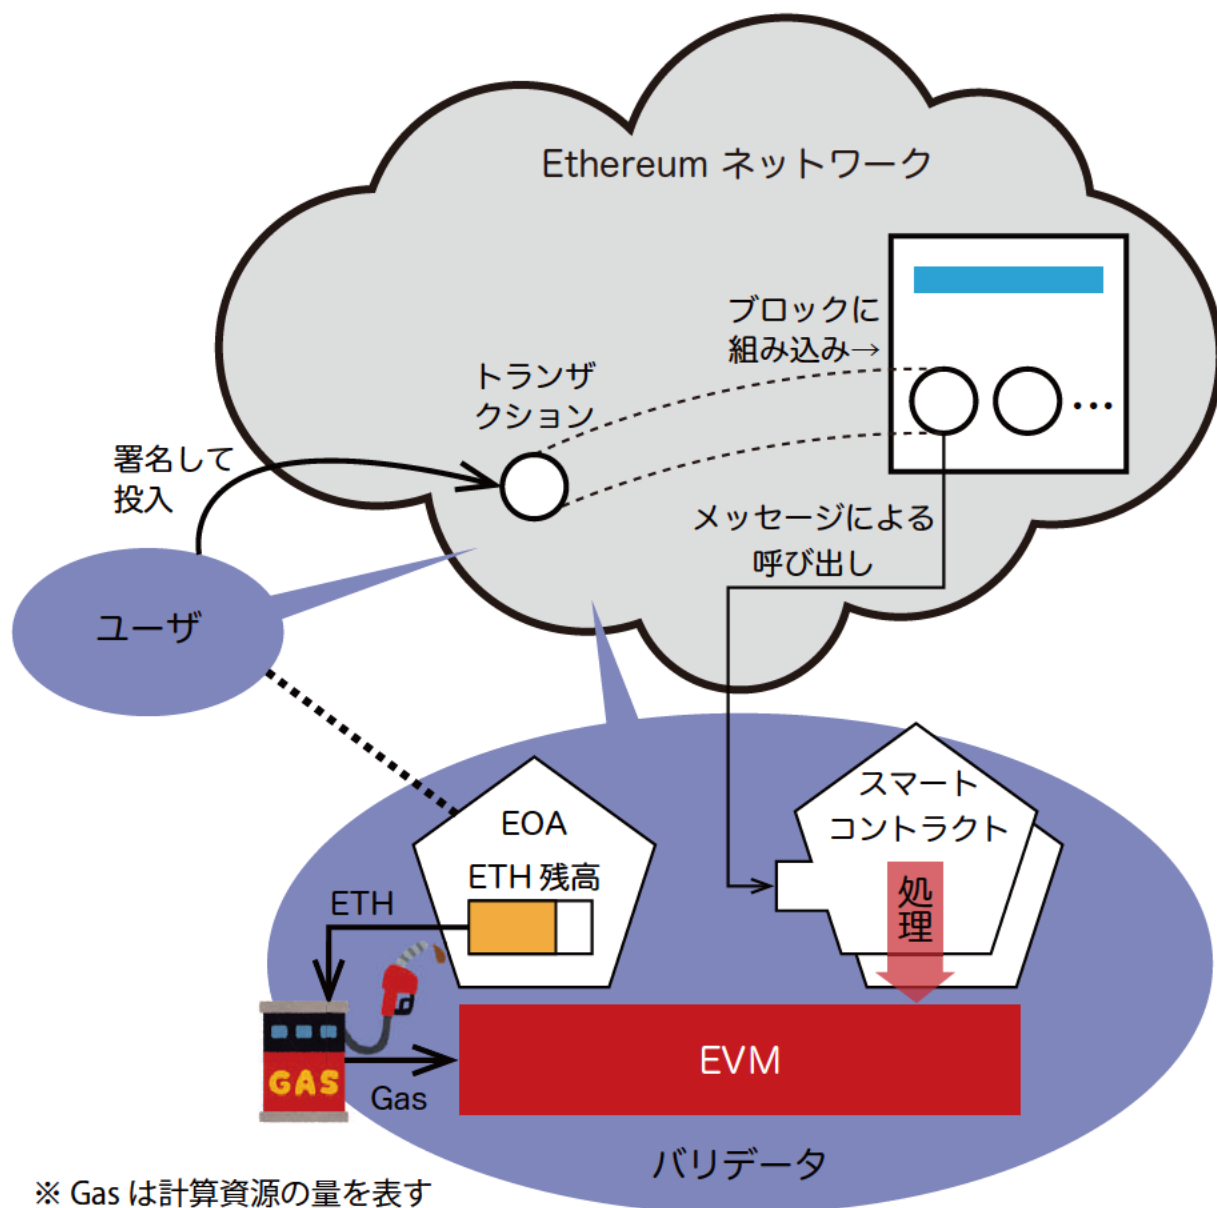 Ethereum ネットワーク
ブロックに
組み込み→
トランザ
クション
署名して
投入
メッセージによる
呼び出し
ユーザ
スマート
コントラクト
EOA
ETH 残高
ETH
処理
GAS
Gas
EVM
バリデータ
※ Gas は計算資源の量を表す